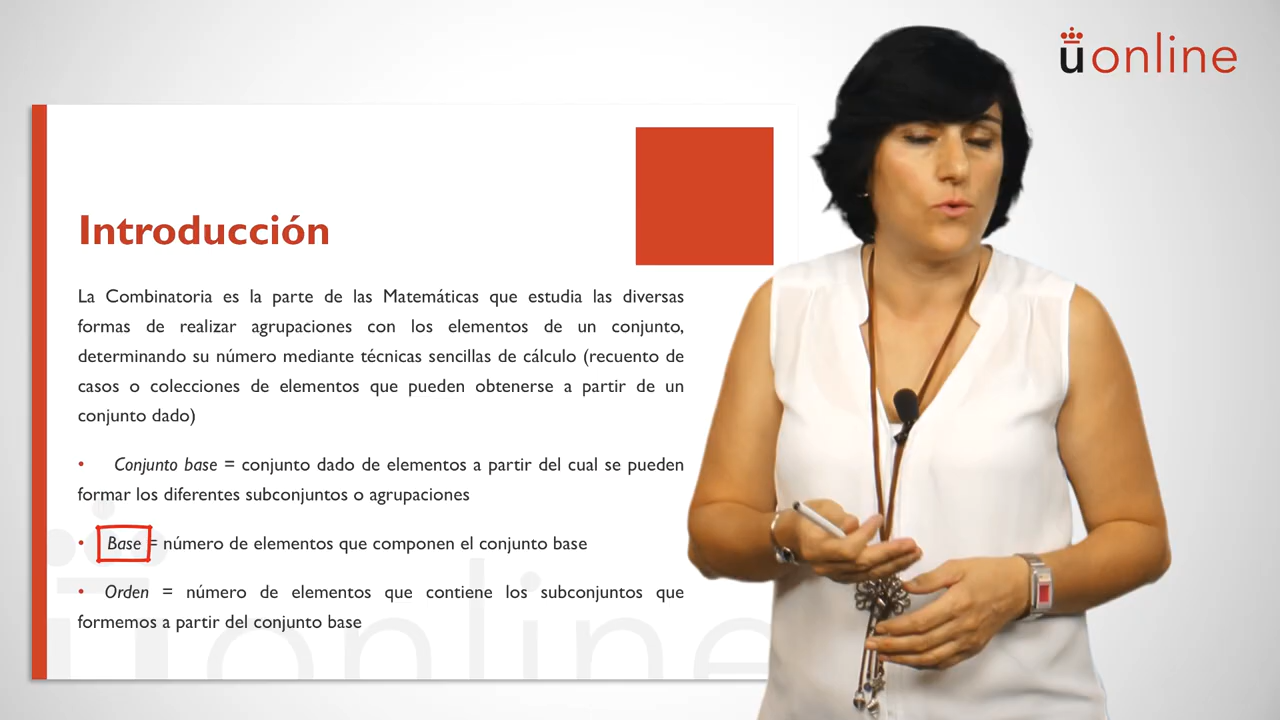 uonline
Introducción
La Combinatoria es la parte de las Matemáticas que estudia las diversas
formas de realizar agrupaciones con los elementos de un conjunto,
determinando su número mediante técnicas sencillas de cálculo (recuento de
casos o colecciones de elementos que pueden obtenerse a partir de un
conjunto dado)
• Conjunto base = conjunto dado de elementos a partir del cual se pueden
formar los diferentes subconjuntos o agrupaciones
• Base = número de elementos que componen el conjunto base
• Orden = número de elementos que contiene los subconjuntos que
formemos a partir del conjunto base
uonline